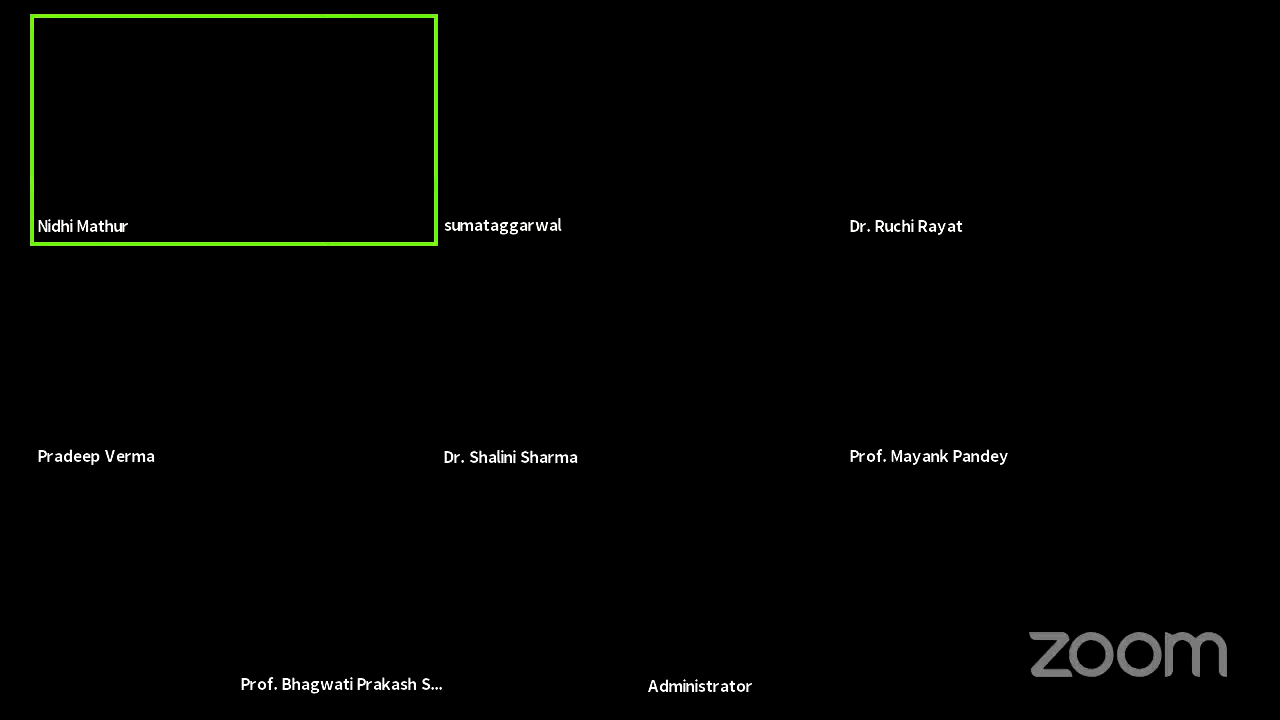 Nidhi Mathur
sumataggarwal
Dr. Ruchi Rayat
Pradeep Verma
Dr. Shalini Sharma
Prof. Mayank Pandey
Prof. Bhagwati Prakash S...
Administrator
zoom